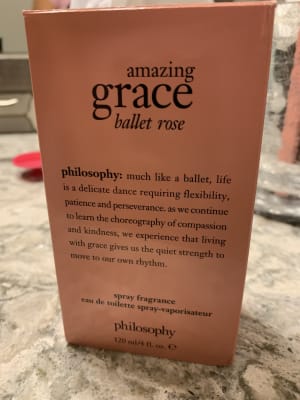 amazing
grace
ballet rose
philosophy: much like a ballet, life
is a delicate dance requiring flexibility,
patience and perseverance. as we continue
to learn the choreography of compassion
and kindness, we experience that living
with grace gives us the quiet strength to
move to our own rhythm.
spray fragrance
eau de toilette spray-vaporisateur
philosophy
120 ml/4 fl. oz. ℮